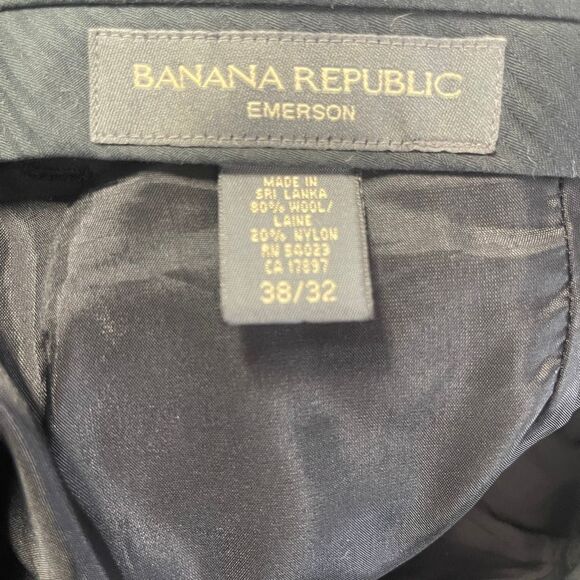 BANANA REPUBLIC
EMERSON
MADE IN
SRI LANKA
80% WOOL/
LAINE
20% NYLON
RN 54023
CA 17897
38/32